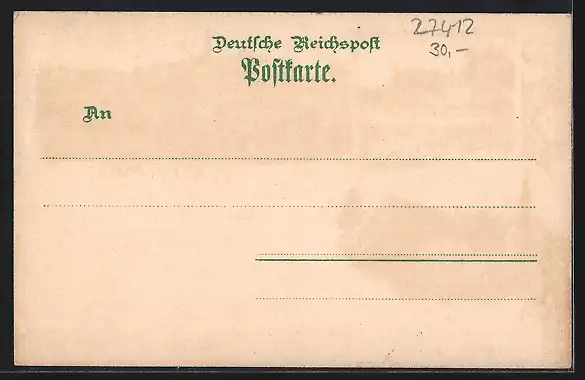 27412
30,-
Deutsche Reichspost
Postkarte.
An